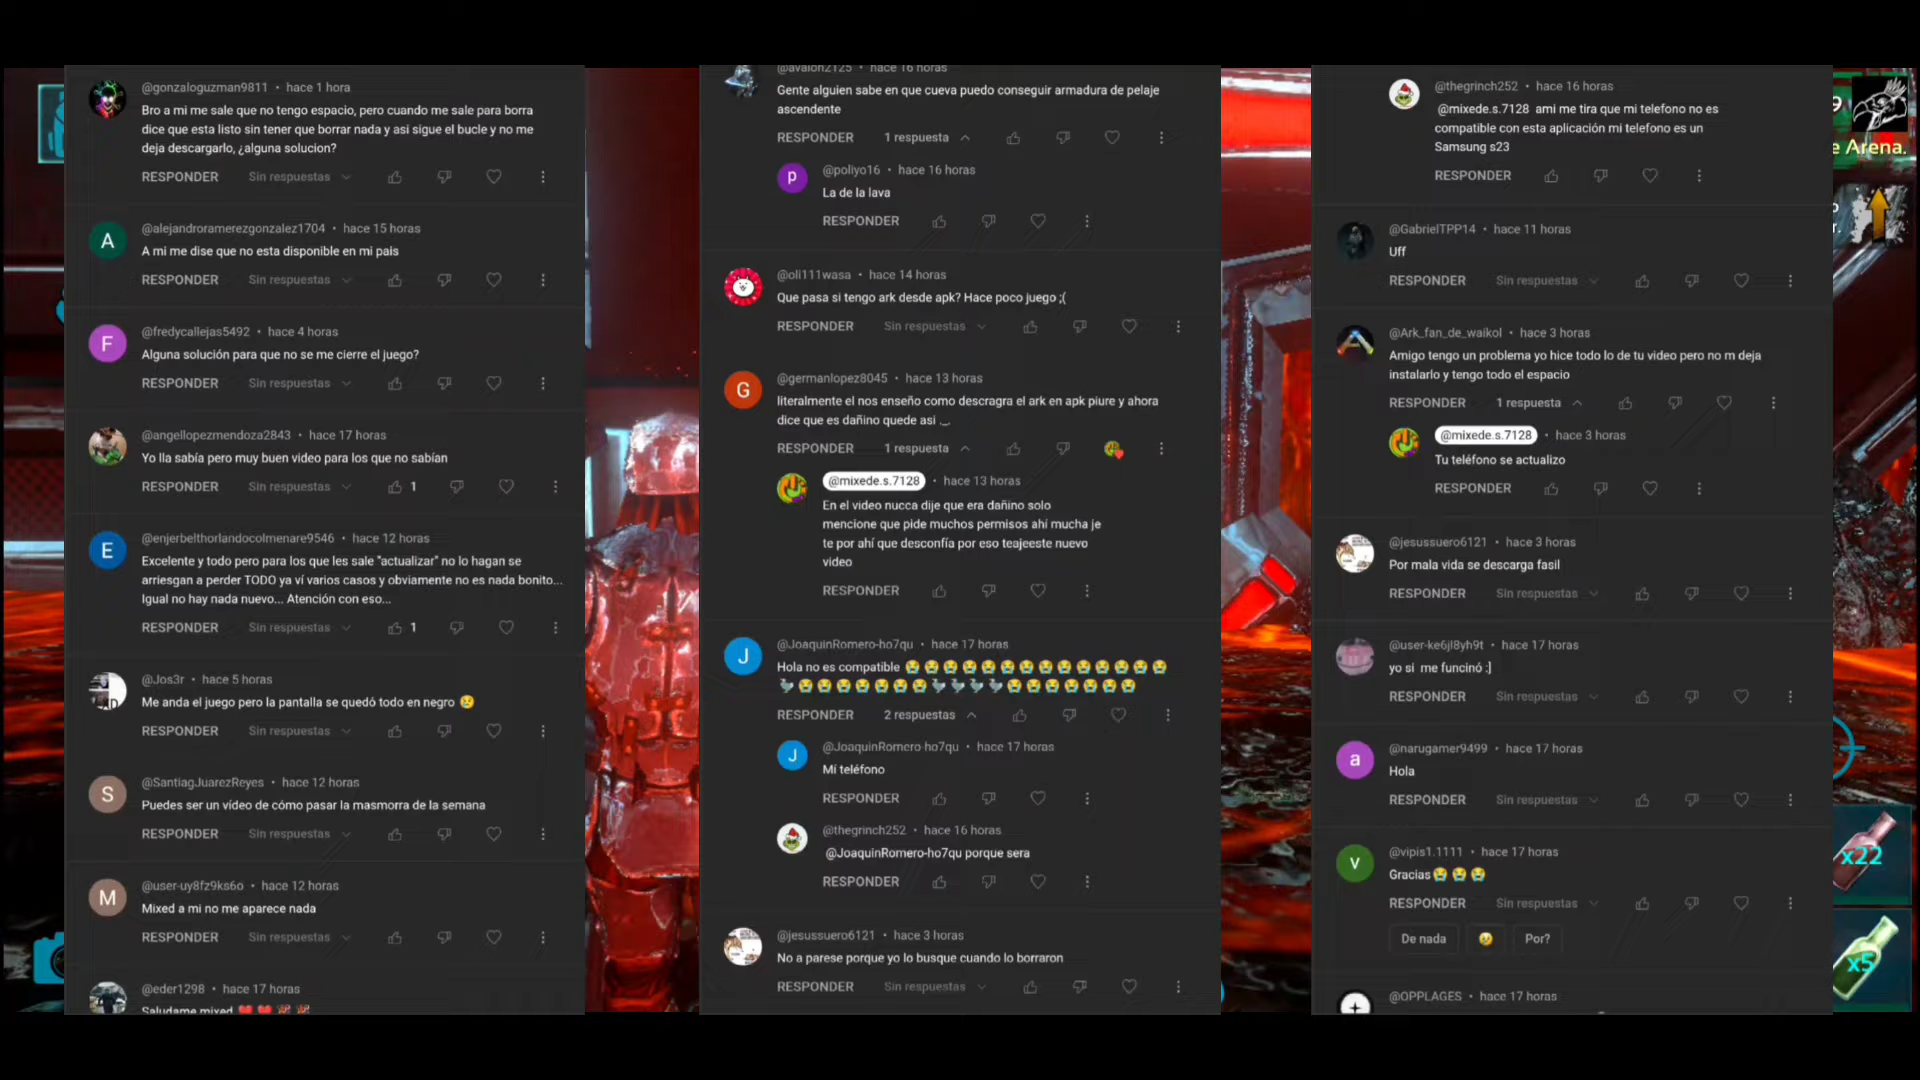 @gonzaloguzman9811 • hace 1 hora
Bro a mi me sale que no tengo espacio, pero cuando me sale para borra
dice que esta listo sin tener que borrar nada y asi sigue el bucle y no me
deja descargarlo, ¿alguna solucion?
RESPONDER Sin respuestas
A
@alejandroramerezgonzalez1704 • hace 15 horas
A mi me dise que no esta disponible en mi pais
RESPONDER Sin respuestas
F
@fredycallejas5492 • hace 4 horas
Alguna solución para que no se me cierre el juego?
RESPONDER Sin respuestas
@angellopezmendoza2843 • hace 17 horas
Yo lla sabía pero muy buen video para los que no sabían
RESPONDER Sin respuestas 1
E
@enjerbelthorlandocolmenare9546 • hace 12 horas
Excelente y todo pero para los que les sale "actualizar" no lo hagan se
arriesgan a perder TODO ya ví varios casos y obviamente no es nada bonito...
Igual no hay nada nuevo... Atención con eso...
RESPONDER Sin respuestas 1
@Jos3r • hace 5 horas
Me anda el juego pero la pantalla se quedó todo en negro 😢
RESPONDER Sin respuestas
S
@SantiagJuarezReyes • hace 12 horas
Puedes ser un vídeo de cómo pasar la masmorra de la semana
RESPONDER Sin respuestas
M
@user-uy8fz9ks6o • hace 12 horas
Mixed a mi no me aparece nada
RESPONDER Sin respuestas
@eder1298 • hace 17 horas
Saludame mixed
@avalon2125 • hace 16 horas
Gente alguien sabe en que cueva puedo conseguir armadura de pelaje
ascendente
RESPONDER 1 respuesta
p
@poliyo16 • hace 16 horas
La de la lava
RESPONDER
@oli111wasa • hace 14 horas
Que pasa si tengo ark desde apk? Hace poco juego ;(
RESPONDER Sin respuestas
G
@germanlopez8045 • hace 13 horas
literalmente el nos enseño como descragra el ark en apk piure y ahora
dice que es dañino quede asi ._.
RESPONDER 1 respuesta
@mixede.s.7128 • hace 13 horas
En el video nucca dije que era dañino solo
mencione que pide muchos permisos ahí mucha je
te por ahí que desconfía por eso teajeeste nuevo
video
RESPONDER
J
@JoaquinRomero-ho7qu • hace 17 horas
Hola no es compatible 😭😭😭😭😭😭😭😭😭😭😭😭😭😭
🦤😭😭😭😭😭😭😭🦤🦤🦤🦤😭😭😭😭😭😭😭
RESPONDER 2 respuestas
J
@JoaquinRomero-ho7qu • hace 17 horas
Mí teléfono
RESPONDER
@thegrinch252 • hace 16 horas
@JoaquinRomero-ho7qu porque sera
RESPONDER
@jesussuero6121 • hace 3 horas
No a parese porque yo lo busque cuando lo borraron
RESPONDER Sin respuestas
@thegrinch252 • hace 16 horas
@mixede.s.7128 ami me tira que mi telefono no es
compatible con esta aplicación mi telefono es un
Samsung s23
RESPONDER
@GabrielTPP14 • hace 11 horas
Uff
RESPONDER Sin respuestas
@Ark_fan_de_waikol • hace 3 horas
Amigo tengo un problema yo hice todo lo de tu video pero no m deja
instalarlo y tengo todo el espacio
RESPONDER 1 respuesta
@mixede.s.7128 • hace 3 horas
Tu teléfono se actualizo
RESPONDER
@jesussuero6121 • hace 3 horas
Por mala vida se descarga fasil
RESPONDER Sin respuestas
@user-ke6jl8yh9t • hace 17 horas
yo si me funcinó :]
RESPONDER Sin respuestas
a
@narugamer9499 • hace 17 horas
Hola
RESPONDER Sin respuestas
v
@vipis1.1111 • hace 17 horas
Gracias😭😭😭
RESPONDER Sin respuestas
De nada 😢 Por?
@OPPLAGES • hace 17 horas
9
e Arena.
r.
x22
x5